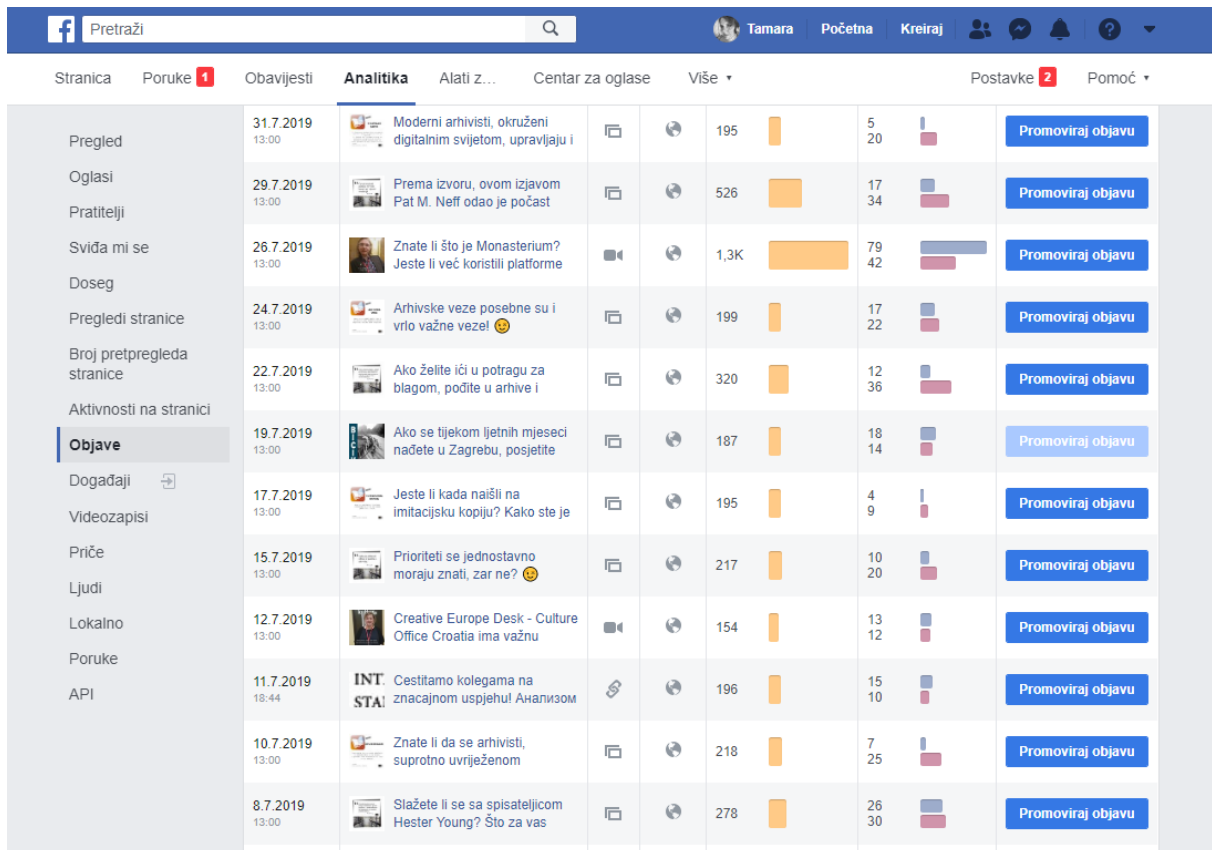 f Pretraži Tamara Početna Kreiraj
Stranica Poruke 1 Obavijesti Analitika Alati z... Centar za oglase Više Postavke 2 Pomoć
Pregled
Oglasi
Pratitelji
Sviđa mi se
Doseg
Pregledi stranice
Broj pretpregleda
stranice
Aktivnosti na stranici
Objave
Događaji
Videozapisi
Priče
Ljudi
Lokalno
Poruke
API
31.7.2019 Moderni arhivisti, okruženi 195 5 Promoviraj objavu
13:00 digitalnim svijetom, upravljaju i 20
29.7.2019 Prema izvoru, ovom izjavom 526 17 Promoviraj objavu
13:00 Pat M. Neff odao je počast 34
26.7.2019 Znate li što je Monasterium? 1,3K 79 Promoviraj objavu
13:00 Jeste li već koristili platforme 42
24.7.2019 Arhivske veze posebne su i 199 17 Promoviraj objavu
13:00 vrlo važne veze! 😉 22
22.7.2019 Ako želite ići u potragu za 320 12 Promoviraj objavu
13:00 blagom, pođite u arhive i 36
19.7.2019 Ako se tijekom ljetnih mjeseci 187 18 Promoviraj objavu
13:00 nađete u Zagrebu, posjetite 14
17.7.2019 Jeste li kada naišli na 195 4 Promoviraj objavu
13:00 imitacijsku kopiju? Kako ste je 9
15.7.2019 Prioriteti se jednostavno 217 10 Promoviraj objavu
13:00 moraju znati, zar ne? 😉 20
12.7.2019 Creative Europe Desk - Culture 154 13 Promoviraj objavu
13:00 Office Croatia ima važnu 12
11.7.2019 INT. Cestitamo kolegama na 196 15 Promoviraj objavu
18:44 STA znacajnom uspjehu! Анализом 10
10.7.2019 Znate li da se arhivisti, 218 7 Promoviraj objavu
13:00 suprotno uvriježenom 25
8.7.2019 Slažete li se sa spisateljicom 278 26 Promoviraj objavu
13:00 Hester Young? Što za vas 30